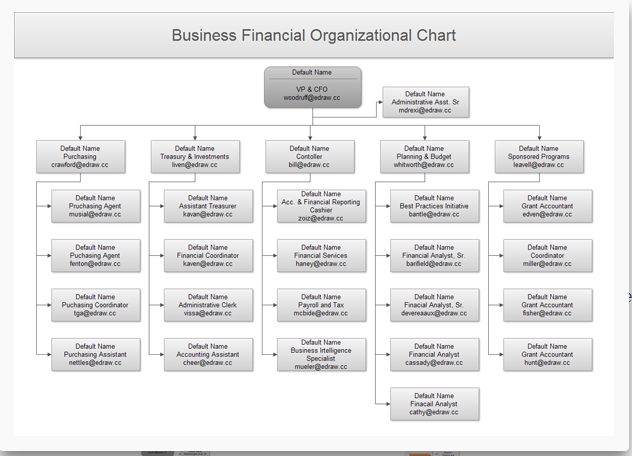 Business Financial Organizational Chart
Default Name
VP & CFO
woodruff@edraw.cc
Default Name
Administrative Asst. Sr
mdrexi@edraw.cc
Default Name
Purchasing
crawford@edraw.cc
Default Name
Treasury & Investments
liven@edraw.cc
Default Name
Contoller
bill@edraw.cc
Default Name
Planning & Budget
whitworth@edraw.cc
Default Name
Sponsored Programs
leavell@edraw.cc
Default Name
Pruchasing Agent
musial@edraw.cc
Default Name
Assistant Treasurer
kavan@edraw.cc
Default Name
Acc. & Financial Reporting
Cashier
zoiz@edraw.cc
Default Name
Best Practices Initiative
bantle@edraw.cc
Default Name
Grant Accountant
edven@edraw.cc
Default Name
Puchasing Agent
fenton@edraw.cc
Default Name
Financial Coordinator
kaven@edraw.cc
Default Name
Financial Services
haney@edraw.cc
Default Name
Financial Analyst, Sr.
barifield@edraw.cc
Default Name
Coordinator
miller@edraw.cc
Default Name
Puchasing Coordinator
tga@edraw.cc
Default Name
Administrative Clerk
vissa@edraw.cc
Default Name
Payroll and Tax
mcbide@edraw.cc
Default Name
Finacial Analyst, Sr.
devereaaux@edraw.cc
Default Name
Grant Accountant
fisher@edraw.cc
Default Name
Purchasing Assistant
nettles@edraw.cc
Default Name
Accounting Assistant
cheer@edraw.cc
Default Name
Business Intelligence
Specialist
mueler@edraw.cc
Default Name
Financial Analyst
cassady@edraw.cc
Default Name
Grant Accountant
hunt@edraw.cc
Default Name
Finacail Analyst
cathy@edraw.cc